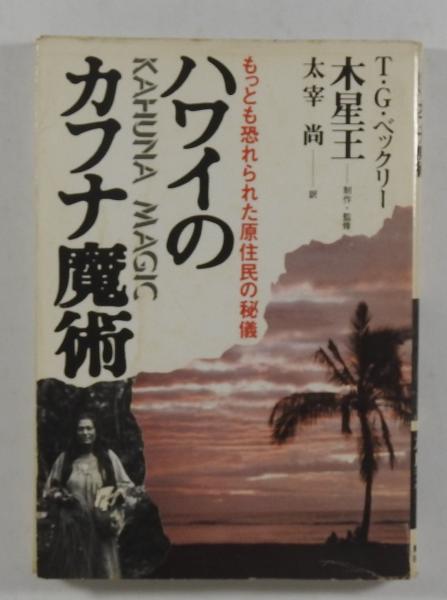 T・G・ベックリー
木星王――制作・監修
太宰 尚――訳
もっとも恐れられた原住民の秘儀
ハワイの
KAHUNA MAGIC
カフナ魔術